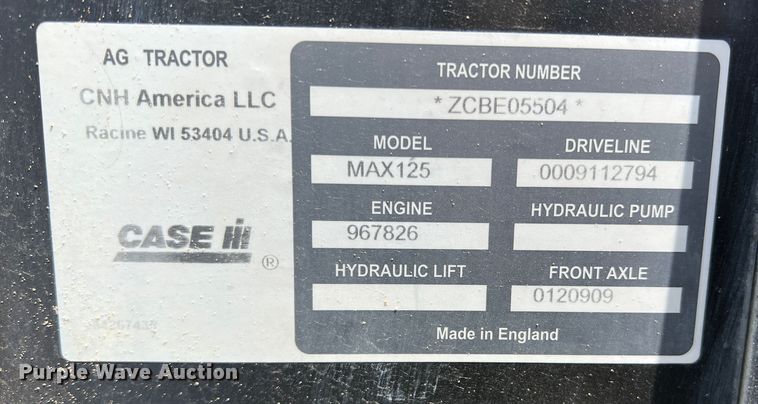 AG TRACTOR
CNH America LLC
Racine WI 53404 U.S.A.
CASE IH ®
TRACTOR NUMBER
*ZCBE05504*
MODEL DRIVELINE
MAX125 0009112794
ENGINE HYDRAULIC PUMP
967826
HYDRAULIC LIFT FRONT AXLE
0120909
Made in England
Purple Wave Auction